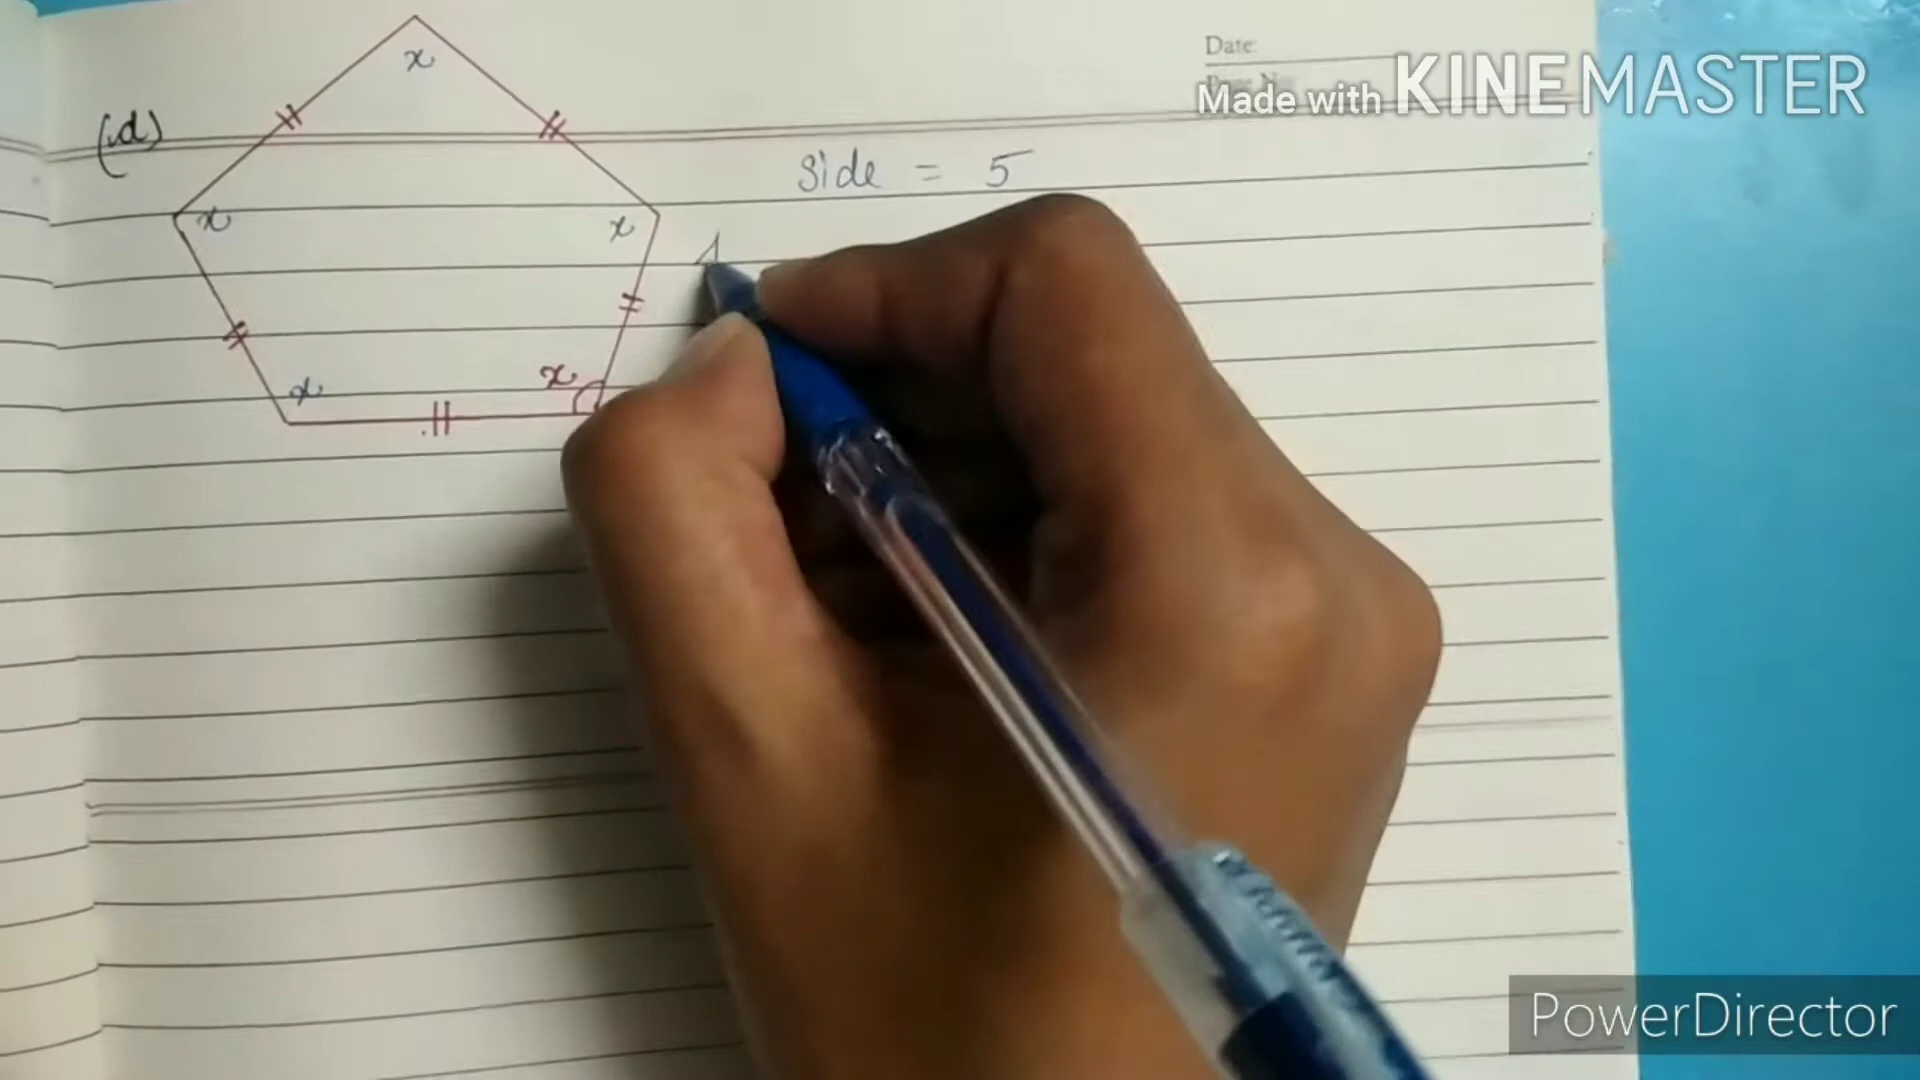 x
Date:
Made with KINEMASTER
(d)
side = 5
x
x
x
x
PowerDirector